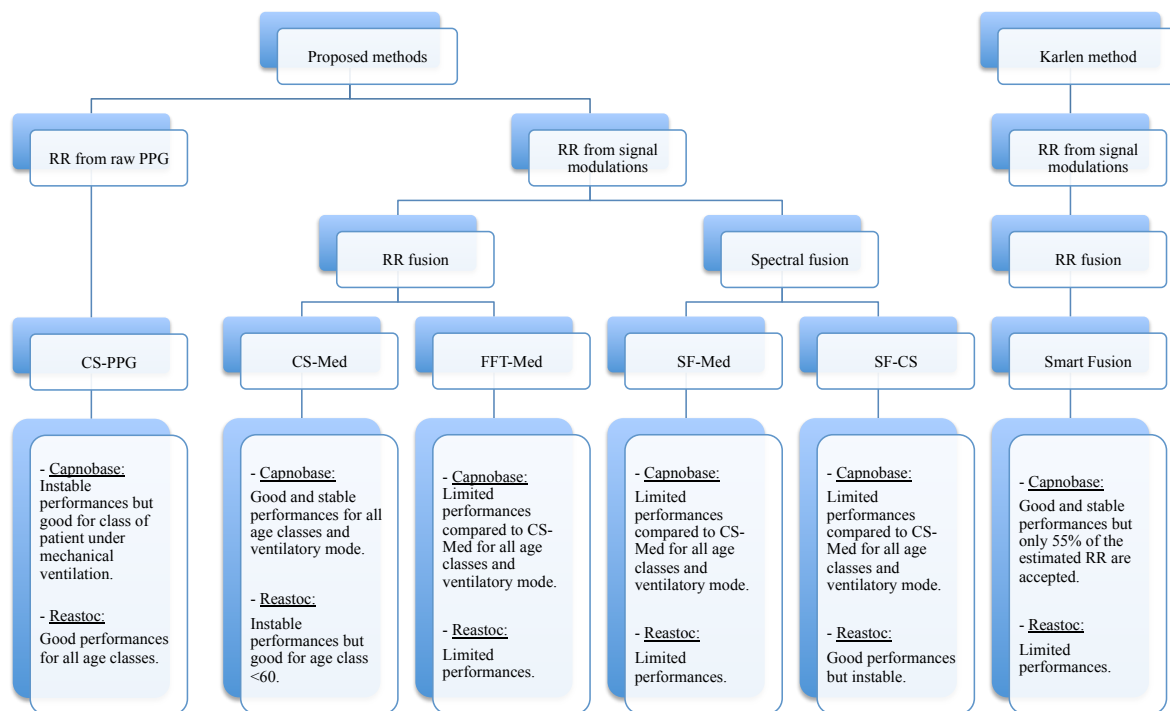 Proposed methods
Karlen method
RR from raw PPG
RR from signal
modulations
RR from signal
modulations
RR fusion
Spectral fusion
RR fusion
CS-PPG
CS-Med
FFT-Med
SF-Med
SF-CS
Smart Fusion
- Capnobase:
Instable
performances but
good for class of
patient under
mechanical
ventilation.
- Reastoc:
Good performances
for all age classes.
- Capnobase:
Good and stable
performances for all
age classes and
ventilatory mode.
- Reastoc:
Instable
performances but
good for age class
<60.
- Capnobase:
Limited
performances
compared to CS-
Med for all age
classes and
ventilatory mode.
- Reastoc:
Limited
performances.
- Capnobase:
Limited
performances
compared to CS-
Med for all age
classes and
ventilatory mode.
- Reastoc:
Limited
performances.
- Capnobase:
Limited
performances
compared to CS-
Med for all age
classes and
ventilatory mode.
- Reastoc:
Good performances
but instable.
- Capnobase:
Good and stable
performances but
only 55% of the
estimated RR are
accepted.
- Reastoc:
Limited
performances.